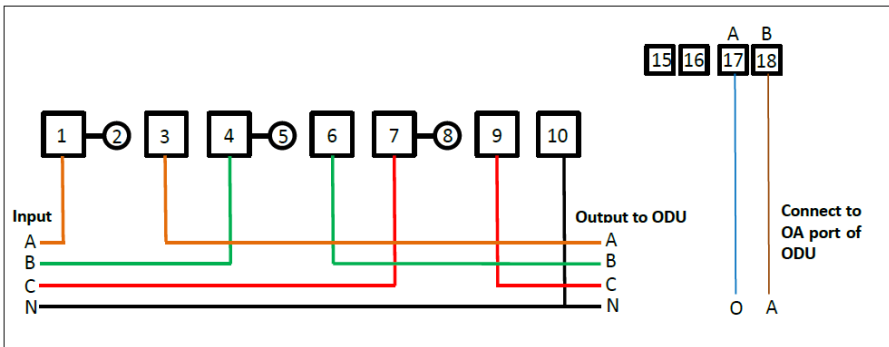 A B
15 16 17 18
1 2 3 4 5 6 7 8 9 10
Input
Output to ODU
A A
B B
C C
N N
Connect to
OA port of
ODU
O A